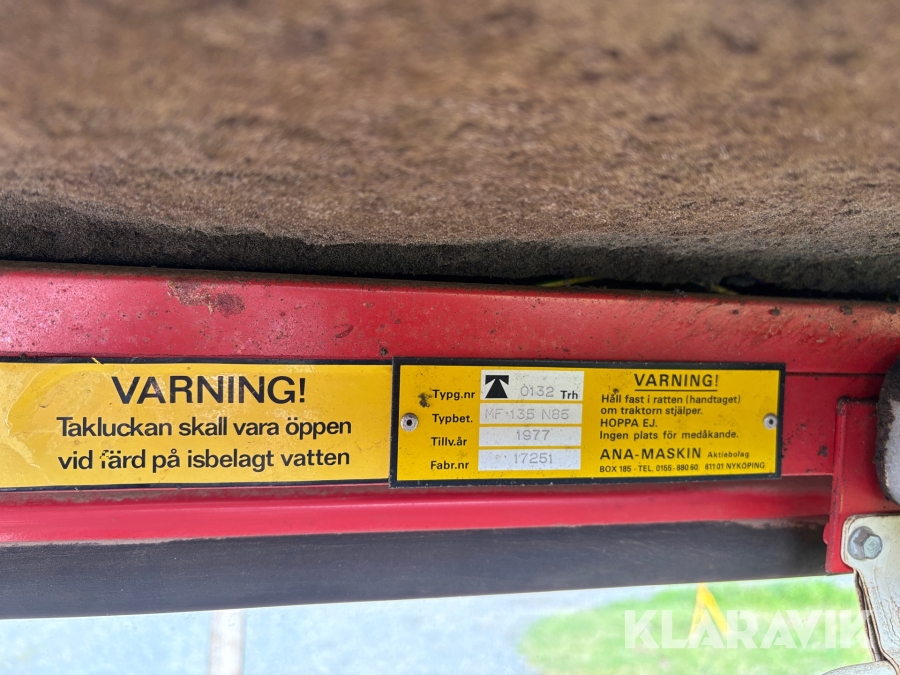 VARNING!
Takluckan skall vara öppen
vid färd på isbelagt vatten
Typg.nr 0132 Trh
Typbet. MF 135 N85
Tillv.år 1977
Fabr.nr 17251
VARNING!
Håll fast i ratten (handtaget)
om traktorn stjälper.
HOPPA EJ.
Ingen plats för medåkande.
ANA-MASKIN Aktiebolag
BOX 185 - TEL. 0155-880 60 611 01 NYKÖPING
KLARAVIK